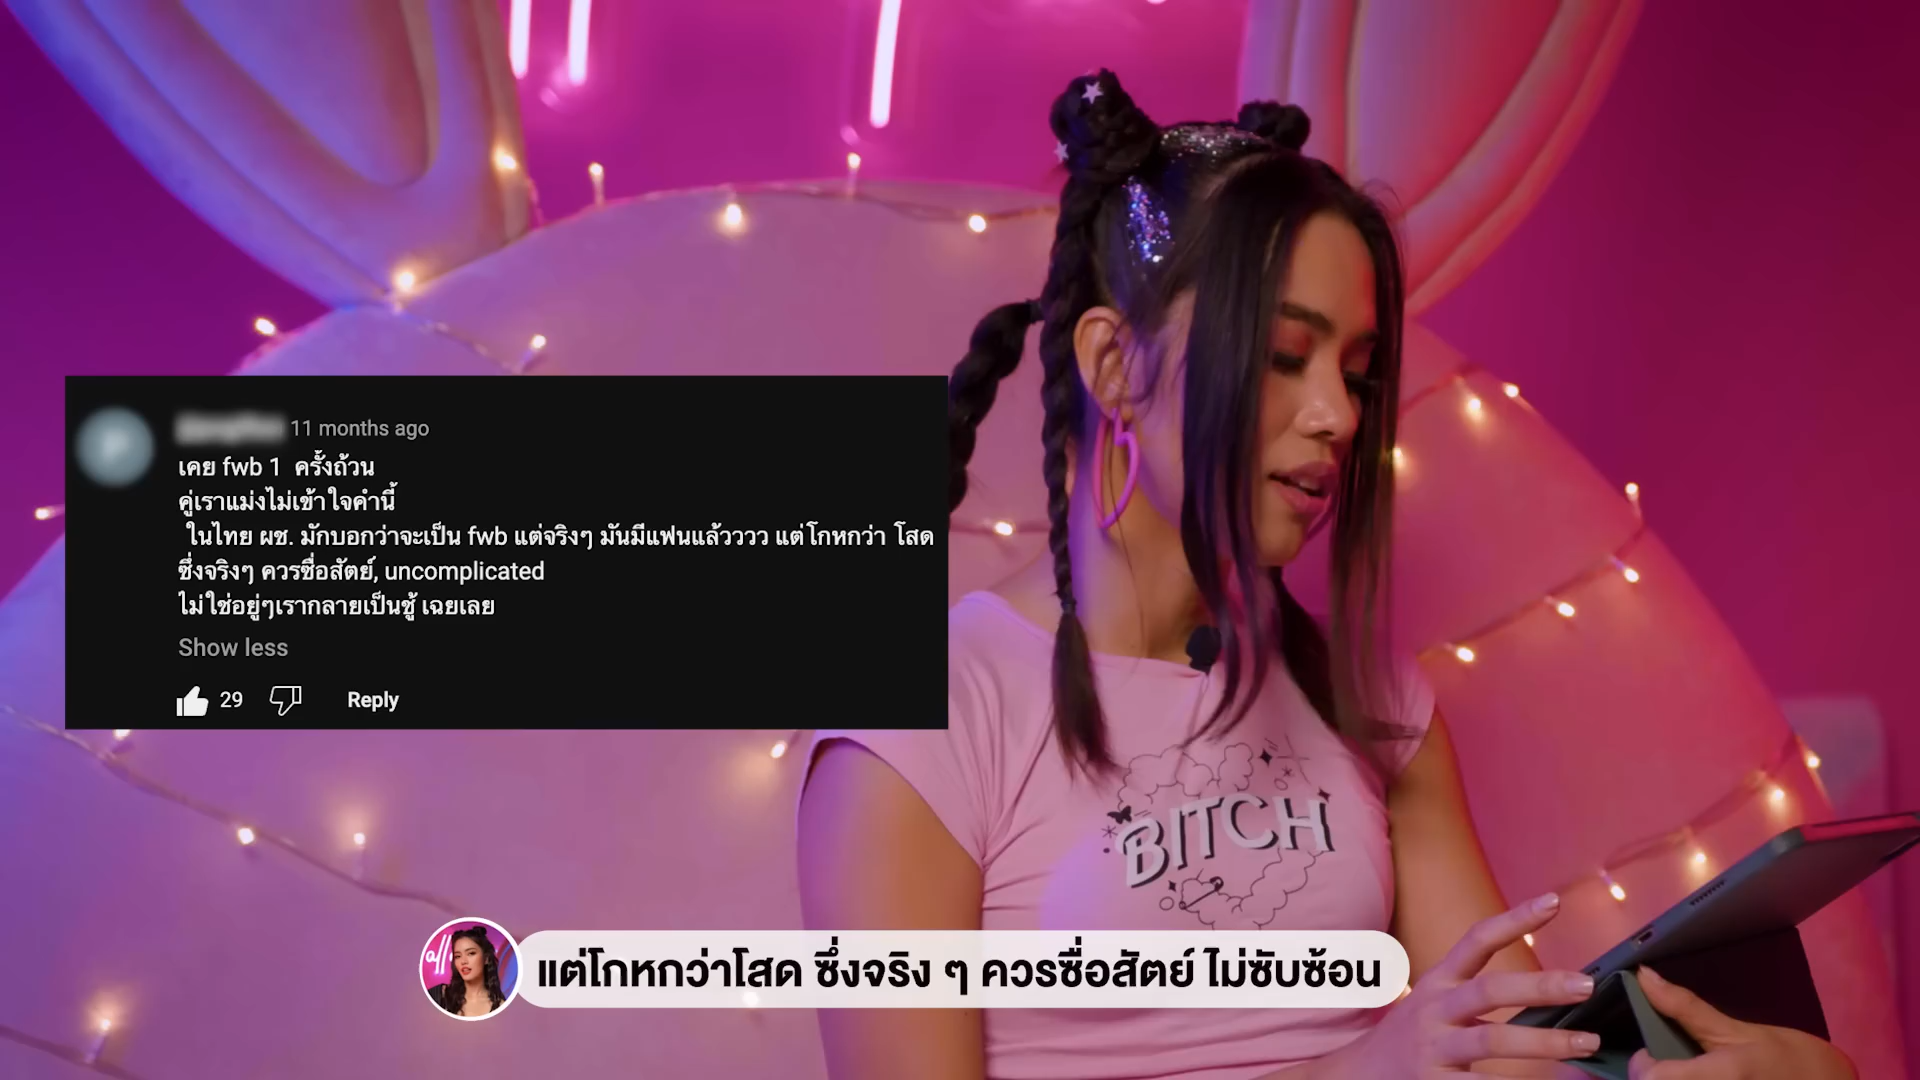 11 months ago
เคย fwb 1  ครั้งถ้วน
คู่เราแม่งไม่เข้าใจคำนี้
ในไทย ผช. มักบอกว่าจะเป็น fwb แต่จริงๆ มันมีแฟนแล้วววว แต่โกหกว่า โสด
ซึ่งจริงๆ ควรซื่อสัตย์, uncomplicated
ไม่ใช่อยู่ๆเรากลายเป็นชู้ เฉยเลย
Show less
29 Reply
BITCH
แต่โกหกว่าโสด ซึ่งจริง ๆ ควรซื่อสัตย์ ไม่ซับซ้อน